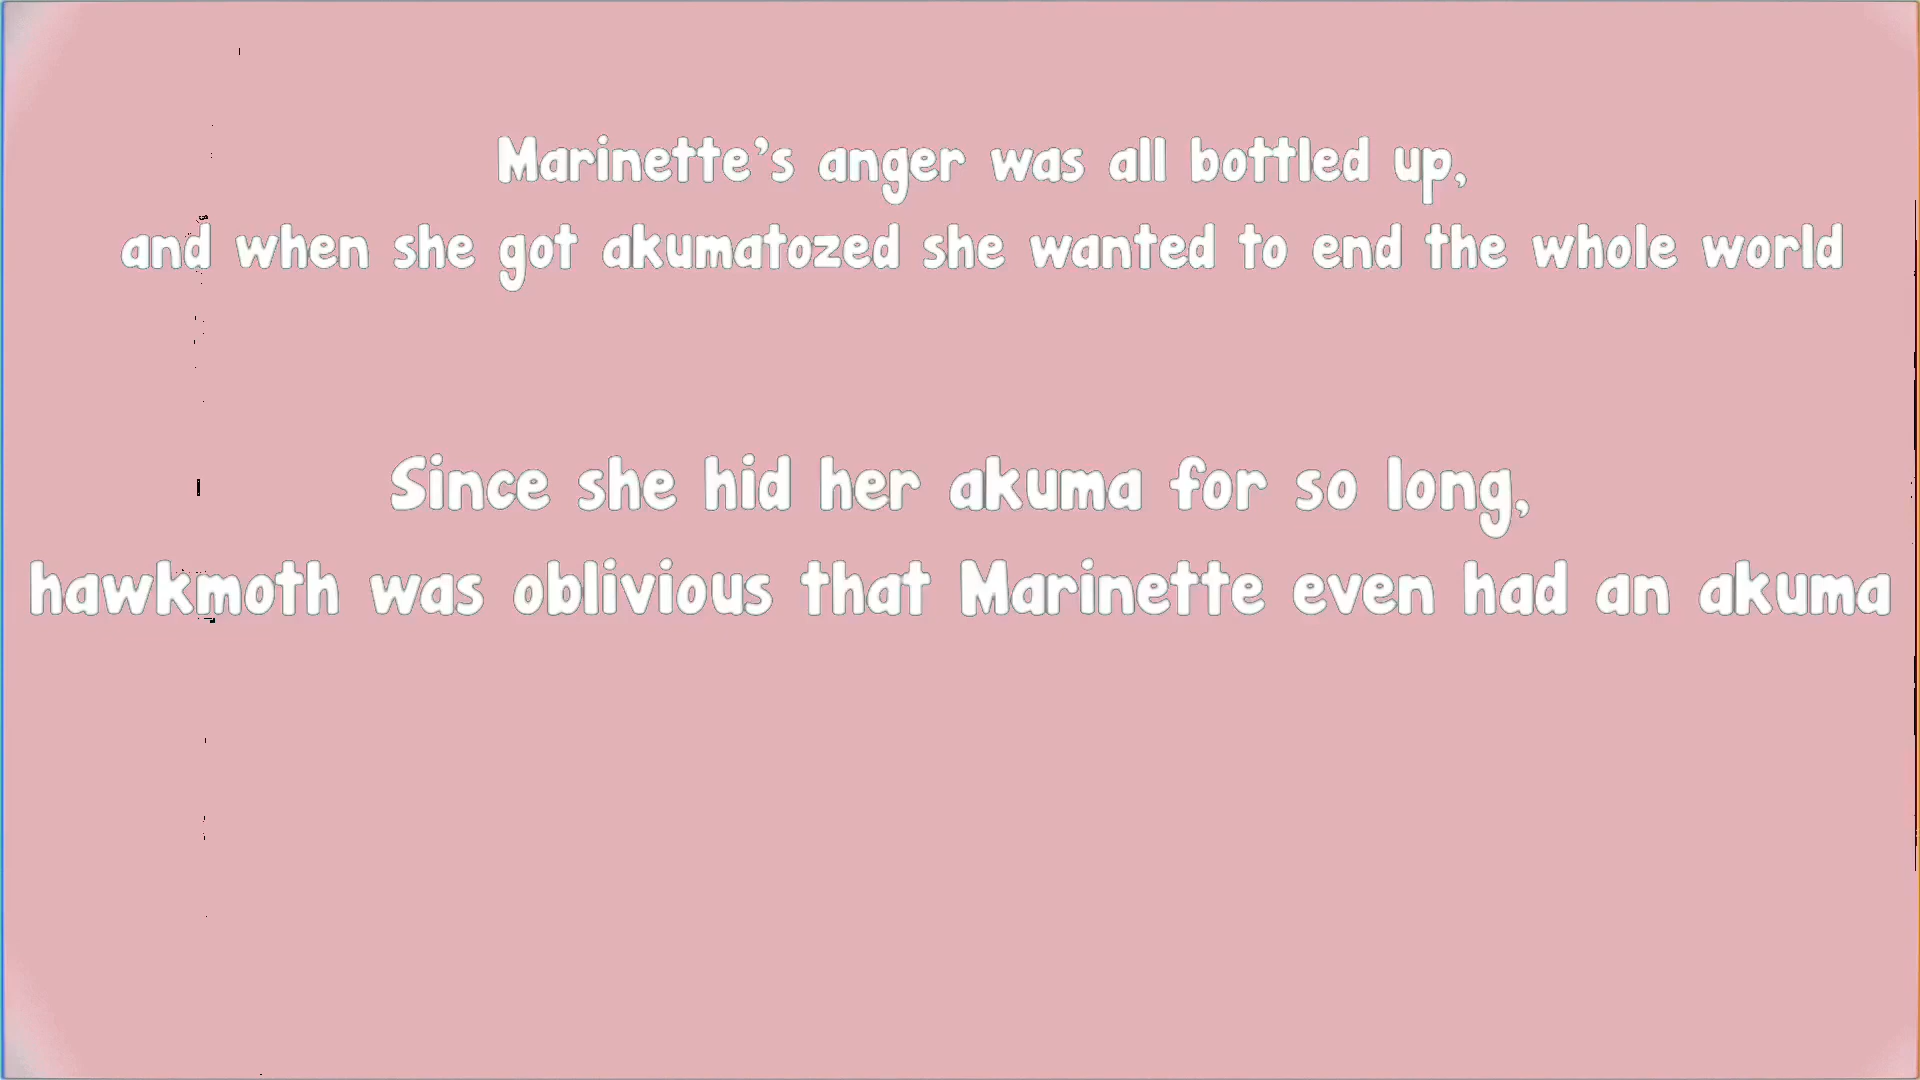 Marinette's anger was all bottled up,
and when she got akumatozed she wanted to end the whole world
Since she hid her akuma for so long,
hawkmoth was oblivious that Marinette even had an akuma